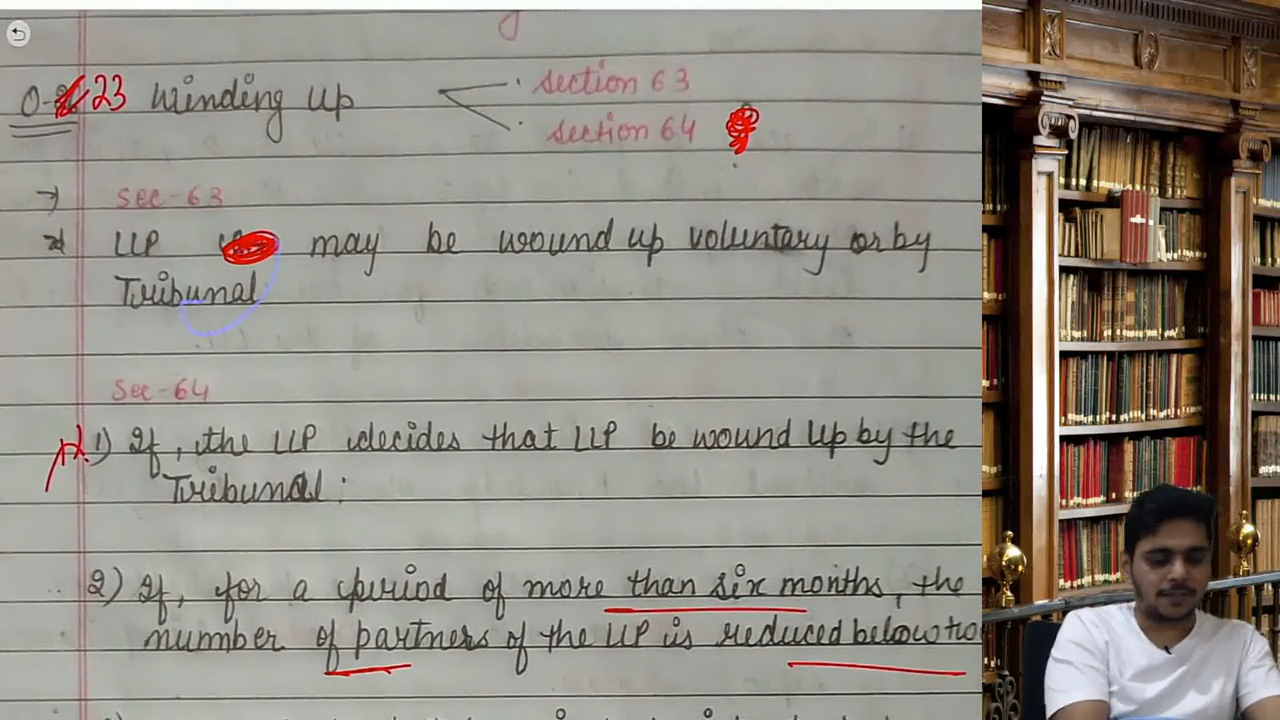 Q-23 Winding up
section 63
section 64
sec-63
LLP may be wound up voluntary or by
Tribunal
Sec-64
1) If, the LLP decides that LLP be wound up by the
Tribunal:
2) If, for a period of more than six months, the
number of partners of the LLP is reduced below two